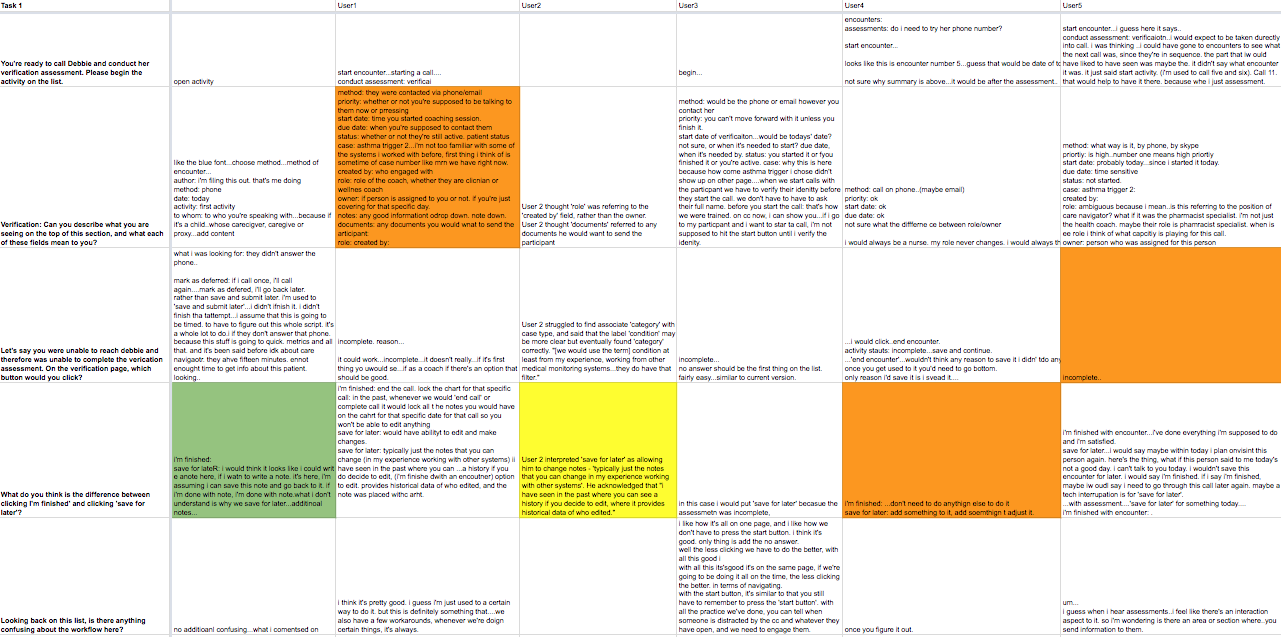 Task 1
User1
User2
User3
User4
User5
You're ready to call Debbie and conduct her
verification assessment. Please begin the
activity on the list.
open activity
start encounter...starting a call....
conduct assessment: verificai
begin...
encounters:
assessments: do i need to try her phone number?
start encounter...
looks like this is encounter number 5...guess that would be date of to
not sure why summary is above...it would be after the assessment..
start encounter...i guess here it says..
conduct assessment: verificaiotn..i would expect to be taken durectly
into call. i was thinking ..i could have gone to encounters to see what
the next call was, since they're in sequence. the part that iw ould
have liked to have seen was maybe the. it didn't say what encounter
it was. it just said start activity. (i'm used to call five and six). Call 11.
that would help to have it there. because whe i just assessment.
Verification: Can you describe what you are
seeing on the top of this section, and what each
of these fields mean to you?
like the blue font...choose method...method of
encounter...
author: i'm filling this out. that's me doing
method: phone
date: today
activity: first activity
to whom: to who you're speaking with...because if
it's a child..whose caregiver, caregive or
proxy...add content
method: they were contacted via phone/email
priority: whether or not you're supposed to be talking to
them now or prressing
start date: time you started coaching session.
due date: when you're supposed to contact them
status: whether or not they're still active. patient status
case: asthma trigger 2...i'm not too familiar with some of
the systems i worked with before, first thing i think of is
sometime of case number like mrn we have right now.
created by: who engaged with
role: role of the coach, whether they are clicnian or
wellnes coach
owner: if person is assigned to you or not. if you're just
covering for that specific day.
notes: any good informationt odrop down. note down.
documents: any documents you would what to send the
articipant
role: created by:
User 2 thought 'role' was referring to the
'created by' field, rather than the owner.
User 2 thought 'documents' referred to any
documents he would want to send the
participant
method: would be the phone or email however you
contact her
priority: you can't move forward with it unless you
finish it.
start date of verificaiton...would be todays' date?
not sure, or when it's needed to start? due date,
when it's needed by. status: you started it or fyou
finished it or you're active. case: why this is here
because how come asthma trigger i chose didn't
show up on other page....when we start calls with
the particpant we have to verify their idnetity before
they start the call. we don't have to have to ask
their full name. before you start the call: that's how
we were trained. on cc now, i can show you...if i go
to my particpant and i want to star ta call, i'm not
supposed to hit the start button until i verify the
identity.
method: call on phone..(maybe email)
priority: ok
start date: ok
due date: ok
not sure what the differne ce between role/owner
i would always be a nurse. my role never changes. i would always th
method: what way is it, by phone, by skype
priortiy: is high..number one means high priortly
start date: probably today...since i started it today.
due date: time sensitive
status: not started.
case: asthma trigger 2:
created by:
role: ambiguous because i mean..is this referring to the position of
care navigator? what if it was the pharmacist specialist. i'm not just
the health coach. maybe their role is phamracist specialist. when is
ee role i think of what capcitiy is playing for this call.
owner: person who was assigned for this person
Let's say you were unable to reach debbie and
therefore was unable to complete the verication
assessment. On the verification page, which
button would you click?
what i was looking for: they didn't answer the
phone..
mark as deferred: if i call once, i'll call
again....mark as defered, i'll go back later.
rather than save and submit later. i'm used to
'save and submit later'...i didn't ifnish it. i didn't
finish tha attempt...i assume that this is going to
be timed. to have to figure out this whole script. it's
a whole lot to do.i if they don't answer that phone.
because this stuff is going to quick. metrics and all
that. and it's been said before idk about care
navigaotr. they ahve fifteen minutes. ennot
enought time to get info about this patient.
looking..
incomplete. reason...
it could work...incomplete...it doesn't really...if it's first
thing yo uwould se...if as a coach if there's an option that
should be good.
User 2 struggled to find associate 'category' with
case type, and said that the label 'condition' may
be more clear but eventually found 'category'
correctly. "[we would use the term] condition at
least from my experience, working from other
medical monitoring systems...they do have that
filter."
incomplete...
no answer should be the first thing on the list.
fairly easy...similar to current version.
...i would click..end encounter.
activity stauts: incomplete...save and continue.
...'end encounter'...wouldn't think any reason to save it i didn' tdo any
once you get used to it you'd need to go bottom.
only reason i'd save it is i svead it....
incomplete..
What do you think is the difference between
clicking I'm finished' and clicking 'save for
later'?
i'm finished:
save for lateR: i would think it looks like i could writ
e anote here, if i watn to write a note. it's here, i'm
assuming i can save this note and go back to it. if
i'm done with note, i'm done with note.what i don't
understand is why we save for later...additinoal
notes...
i'm finished: end the call. lock the chart for that specific
call: in the past, whenever we would 'end call' or
complete call it would lock all t he notes you would have
on the cahrt for that specific date for that call so you
won't be able to edit anything
save for later: would have abilityt to edit and make
changes.
save for later: typically just the notes that you can
change (in my experience working with other systems) ii
have seen in the past where you can ...a history if you
do decide to edit, (i'm finishe dwith an encoutner) option
to edit. provides historical data of who edited, and the
note was placed withc arht.
User 2 interpreted 'save for later' as allowing
him to change notes - 'typically just the notes
that you can change in my experience working
with other systems'. He acknowledged that "i
have seen in the past where you can see a
history if you decide to edit, where it provides
historical data of who edited."
in this case i would put 'save for later' becasue the
assessmetn was incomplete,
i'm finished: ...don't need to do anythign else to do it
save for later: add something to it, add soemthign t adjust it.
i'm finished with encounter...i've done everything i'm supposed to do
and i'm satisfied.
save for later...i would say maybe within today i plan onvisint this
person again. here's the thing, what if this person said to me today's
not a good day. i can't talk to you today. i wouldn't save this
encounter for later. i would say i'm finished. if i say i'm finished,
maybe iw oudl say i need to go through this call later again. maybe a
tech interrupation is for 'save for later'.
...with assessment....'save for later' for something today....
i'm finished with encounter:.
Looking back on this list, is there anything
confusing about the workflow here?
no additioanl confusing...what i comentsed on
i think it's pretty good. i guess i'm just used to a certain
way to do it. but this is definitely something that....we
also have a few workarounds, whenever we're doign
certain things, it's always.
i like how it's all on one page, and i like how we
don't have to press the start button. i think it's
good. only thing is add the no answer.
well the less clicking we have to do the better, with
all this good i
with all this its'sgood it's on the same page, if we're
going to be doing it all on the time, the less clicking
the better. in terms of navigating.
with the start button, it's similar to that you still
have to remember to press the 'start button'. with
all the practice we've done, you can tell when
someone is distracted by the cc and whatever they
have open, and we need to engage them.
once you figure it out.
um...
i guess when i hear assessments..i feel like there's an interaction
aspect to it. so i'm wondering is there an area or section where..you
send information to them.